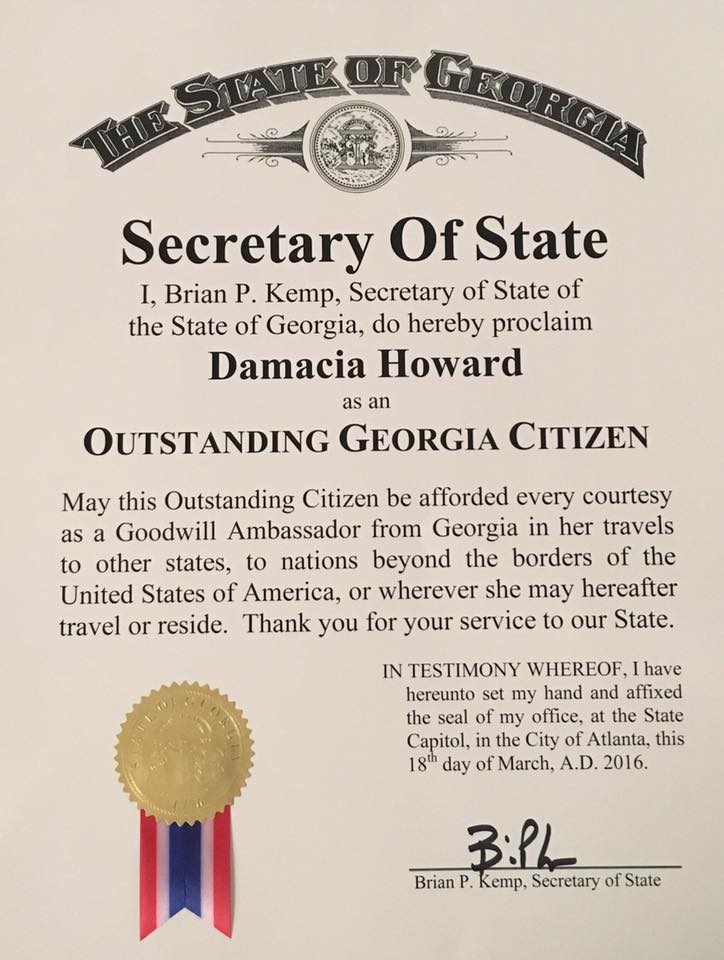 THE STATE OF GEORGIA
Secretary Of State
I, Brian P. Kemp, Secretary of State of
the State of Georgia, do hereby proclaim
Damacia Howard
as an
OUTSTANDING GEORGIA CITIZEN
May this Outstanding Citizen be afforded every courtesy
as a Goodwill Ambassador from Georgia in her travels
to other states, to nations beyond the borders of the
United States of America, or wherever she may hereafter
travel or reside. Thank you for your service to our State.
IN TESTIMONY WHEREOF, I have
hereunto set my hand and affixed
the seal of my office, at the State
Capitol, in the City of Atlanta, this
18th day of March, A.D. 2016.
Brian P. Kemp, Secretary of State